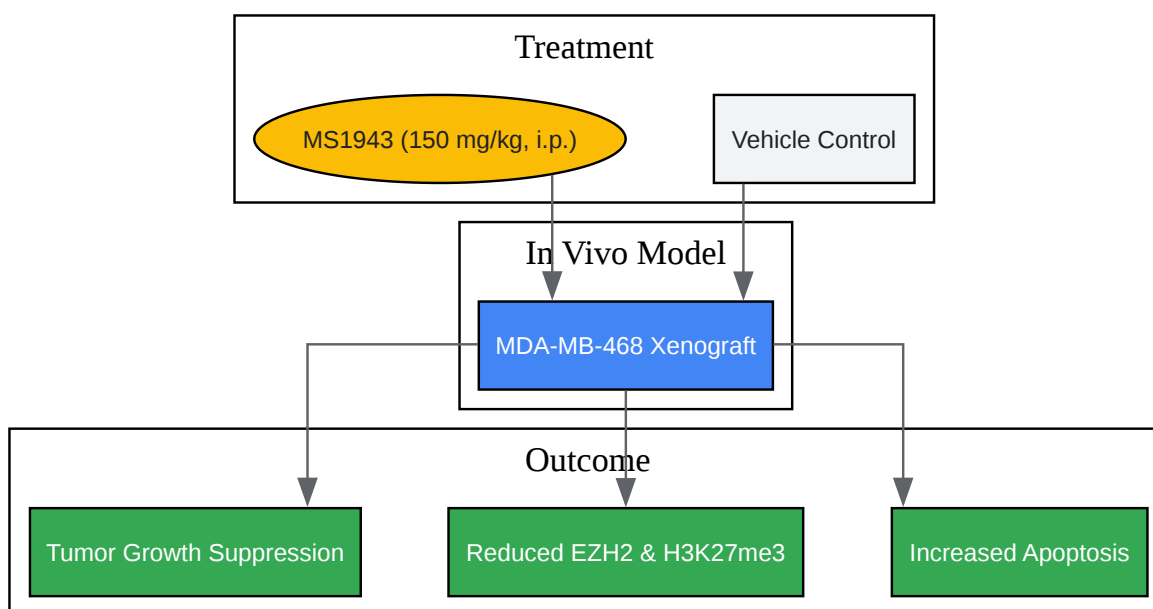 Treatment
MS1943 (150 mg/kg, i.p.)
Vehicle Control
In Vivo Model
MDA-MB-468 Xenograft
Outcome
Tumor Growth Suppression
Reduced EZH2 & H3K27me3
Increased Apoptosis